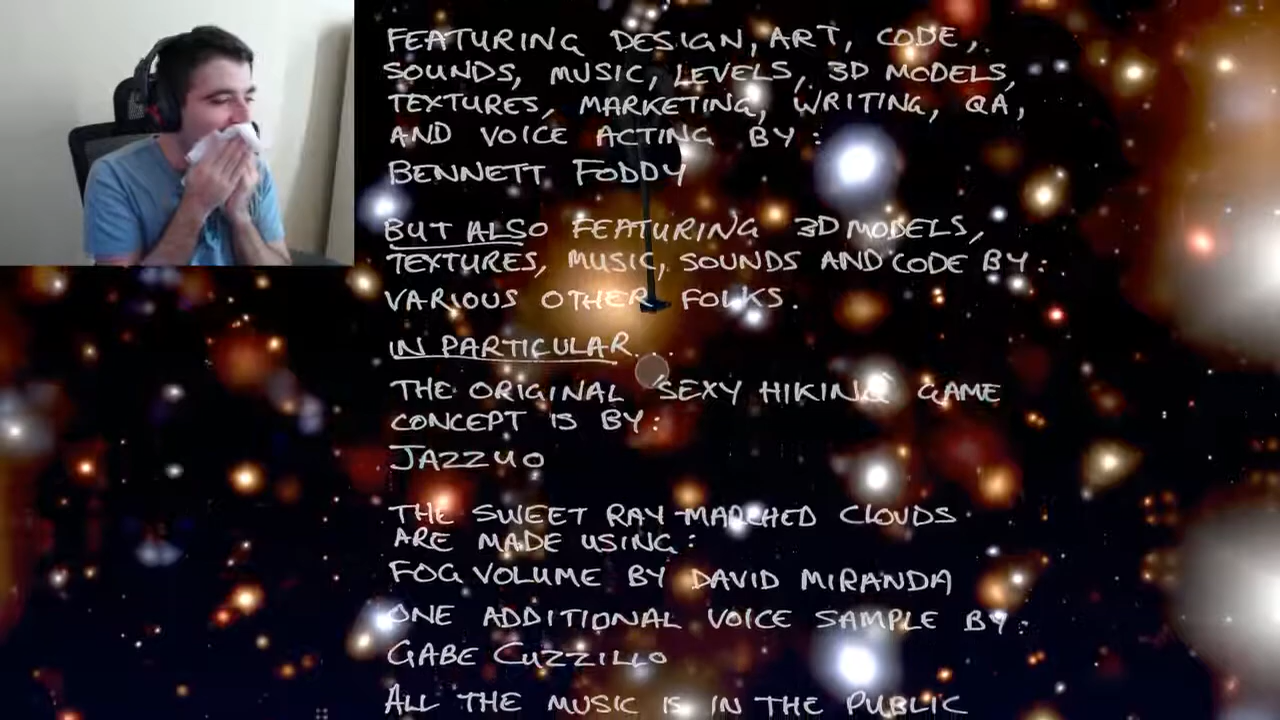 FEATURING DESIGN, ART, CODE,
SOUNDS, MUSIC, LEVELS, 3D MODELS,
TEXTURES, MARKETING, WRITING, QA,
AND VOICE ACTING BY:
BENNETT FODDY
BUT ALSO FEATURING 3D MODELS,
TEXTURES, MUSIC, SOUNDS AND CODE BY:
VARIOUS OTHER FOLKS.
IN PARTICULAR...
THE ORIGINAL 'SEXY HIKING' GAME
CONCEPT IS BY:
JAZZUO
THE SWEET RAY-MARCHED CLOUDS
ARE MADE USING:
FOG VOLUME BY DAVID MIRANDA
ONE ADDITIONAL VOICE SAMPLE BY:
GABE CUZZILLO
ALL THE MUSIC IS IN THE PUBLIC